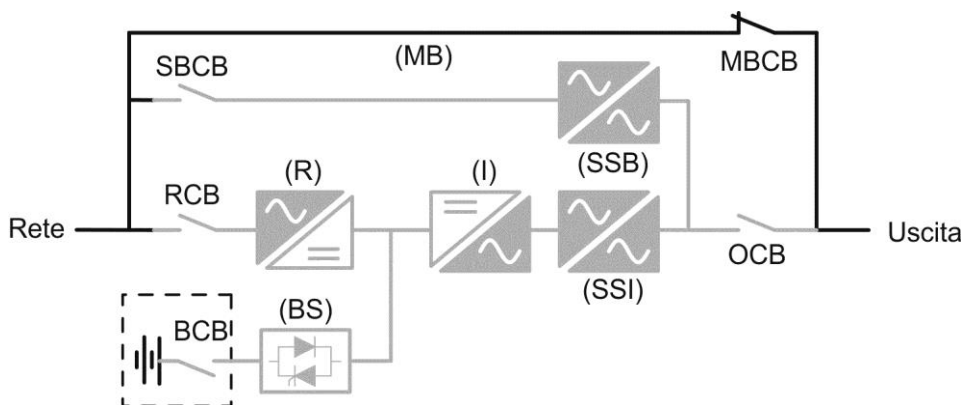 (MB)
MBCB
SBCB
(SSB)
(R)
(I)
RCB
Rete
Uscita
OCB
(SSI)
(BS)
BCB